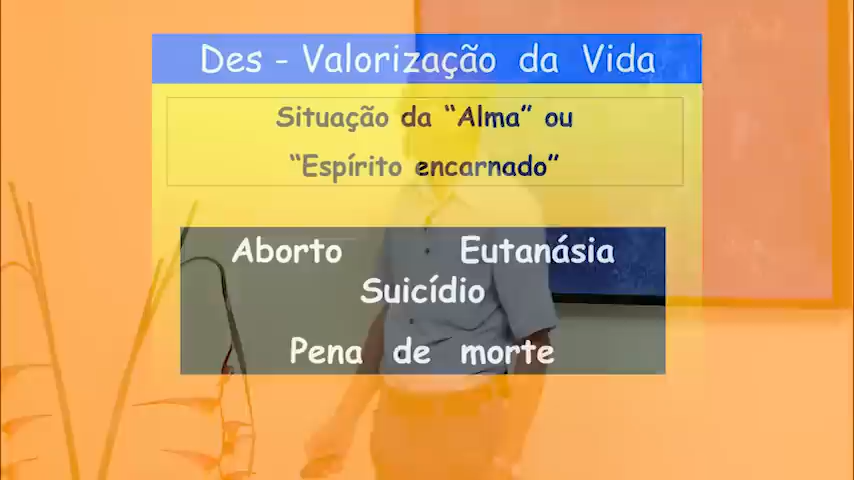 Des - Valorização da Vida
Situação da “Alma” ou
“Espírito encarnado”
Aborto Eutanásia
Suicídio
Pena de morte